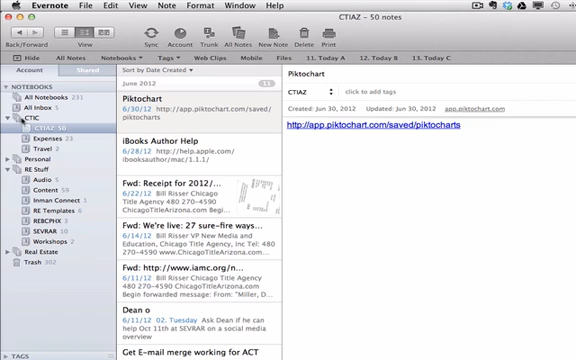 Evernote File Edit View Note Format Window Help
CTIAZ – 50 notes
Back/Forward View Sync Account Trunk All Notes New Note Delete Print
Hide All Notes Notebooks Tags Web Clips Mobile Files 11. Today A 12. Today B 13. Today C
Account Shared
NOTEBOOKS
All Notebooks 231
All Inbox 5
CTIC
CTIAZ 50
Expenses 23
Travel 2
Personal
RE Stuff
Audio 5
Content 59
Inman Connect 1
RE Templates 6
REBCPHX 3
SEVRAR 10
Workshops 2
Real Estate
Trash 302
TAGS
Sort by Date Created
June 2012 11
Piktochart
6/30/12 http://app.piktochart.com/saved/
piktocharts
iBooks Author Help
6/28/12 http://help.apple.com/
ibooksauthor/mac/1.1.1/
Fwd: Receipt for 2012/...
6/22/12 Bill Risser Chicago
Title Agency 480 270-4590
ChicagoTitleArizona.com
Fwd: We're live: 27 sure-fire ways...
6/14/12 Bill Risser VP New Media and
Education, Chicago Title Agency, Inc Tel: 480
270-4590 ChicagoTitleArizona.com
Fwd: http://www.iamc.org/n...
6/12/12 Bill Risser Chicago Title Agency 480
270-4590 ChicagoTitleArizona.com
Begin forwarded message: From: "Miller, D
Dean o
6/11/12 02. Tuesday Ask Dean if he can
help Oct 11th at SEVRAR on a social media
overview
Get E-mail merge working for ACT
Piktochart
CTIAZ click to add tags
Created: Jun 30, 2012 Updated: Jun 30, 2012 app.piktochart.com
http://app.piktochart.com/saved/piktocharts